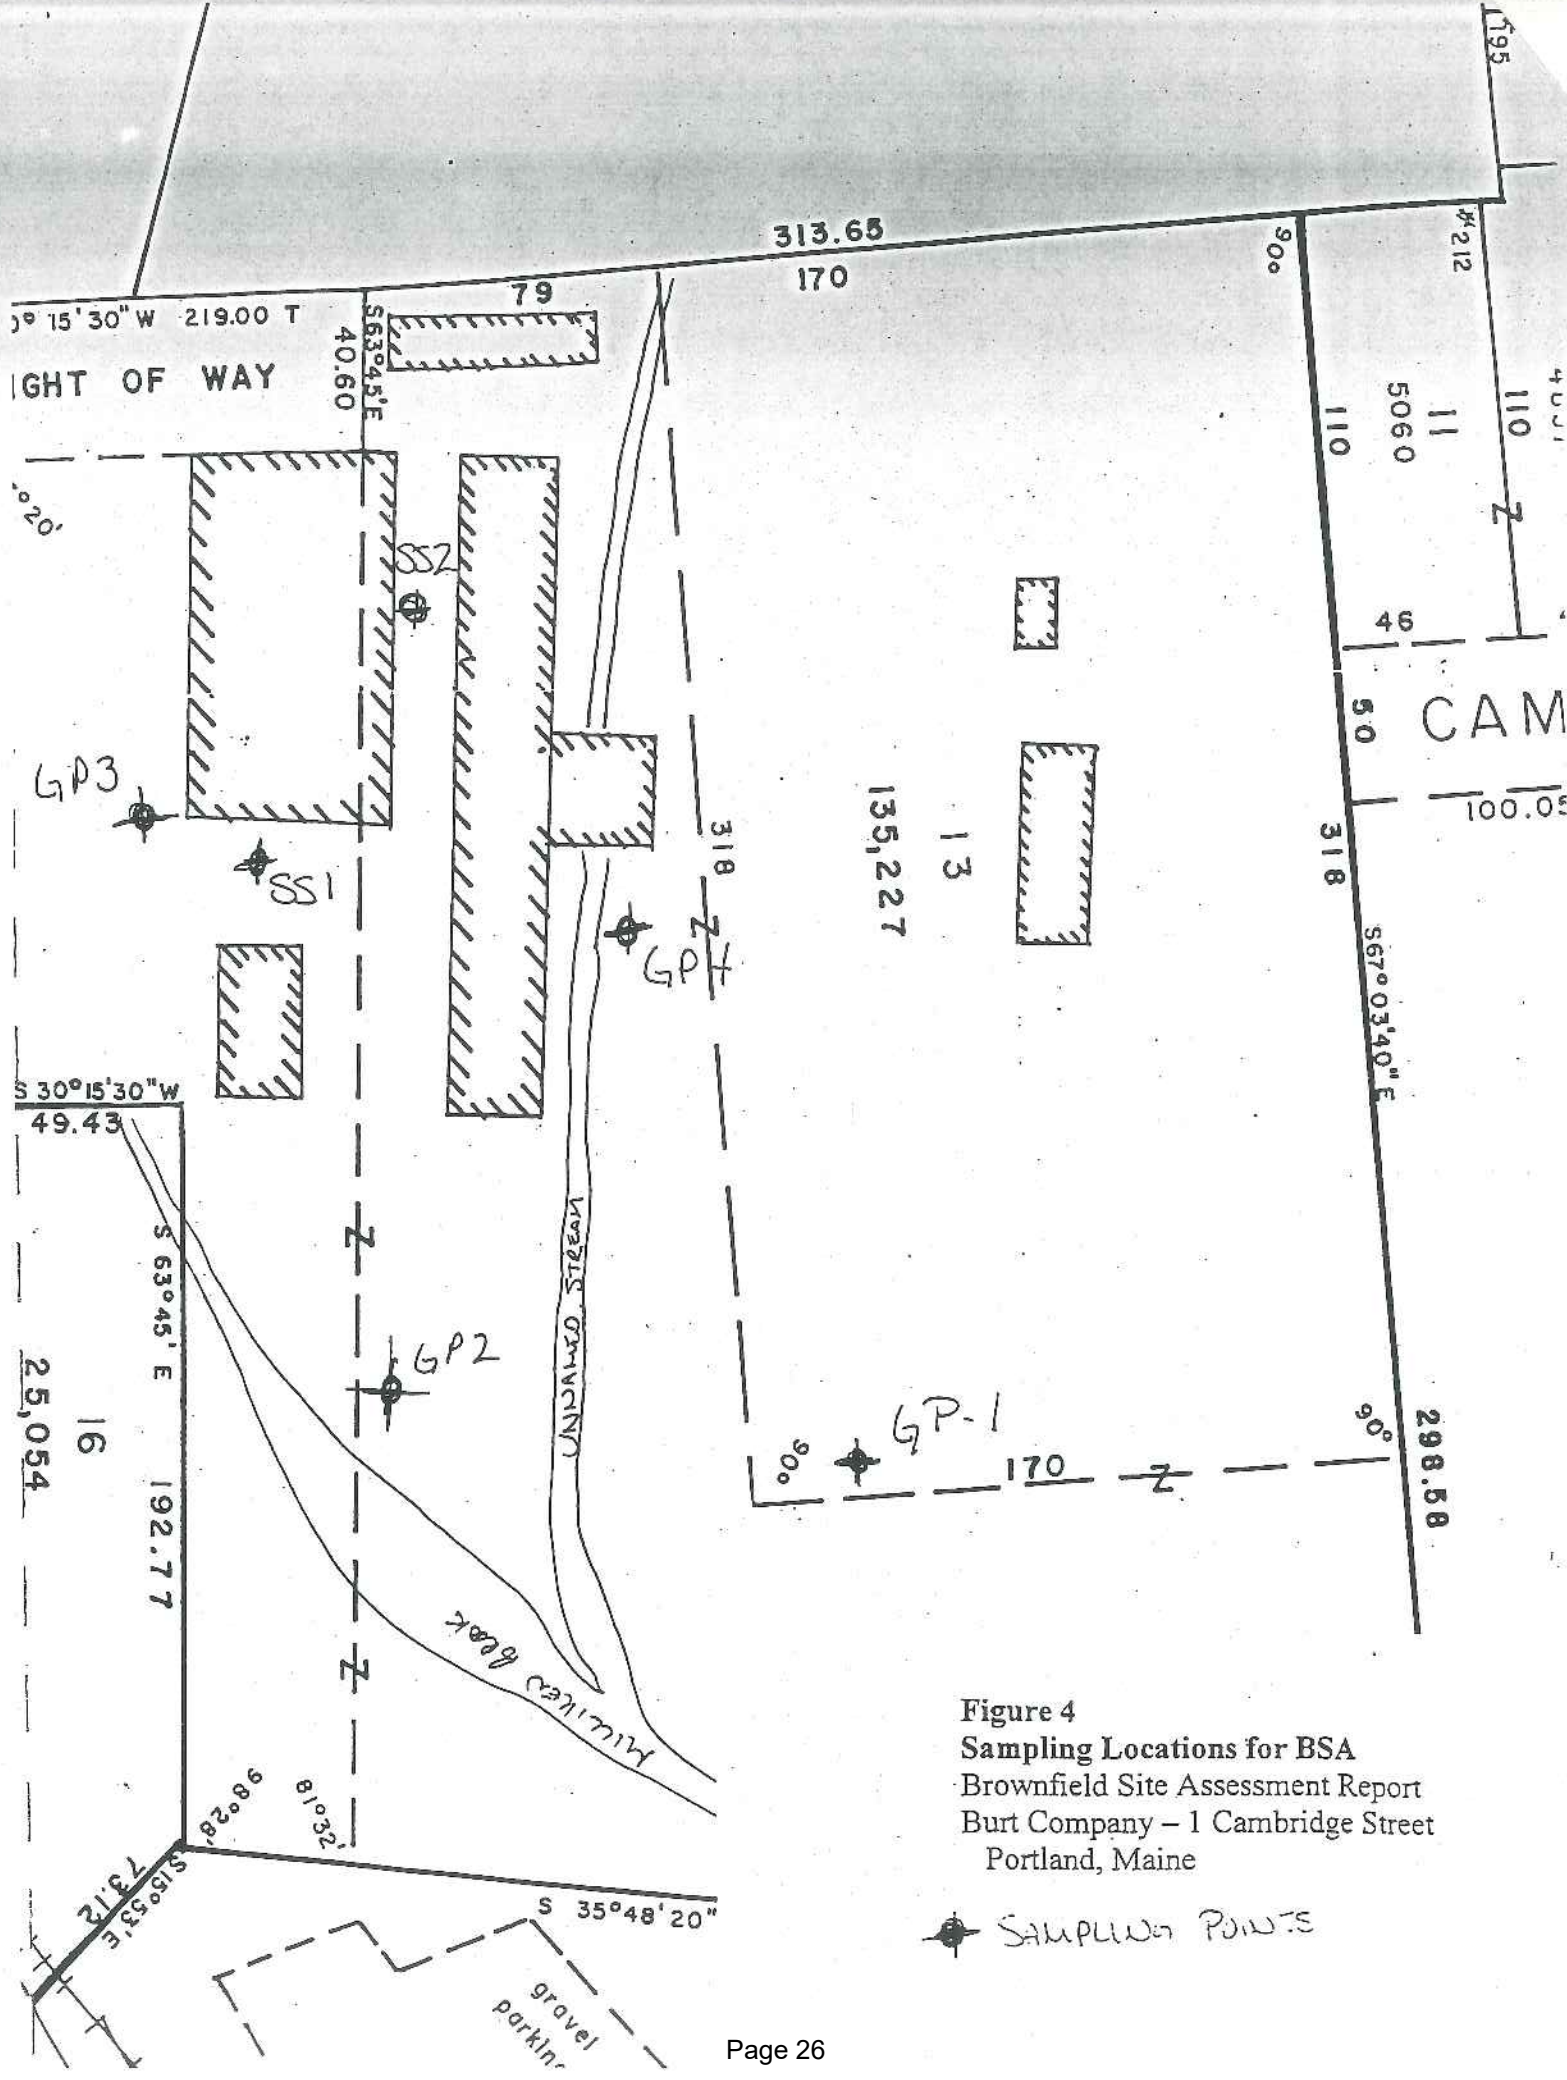 195
313.65
170
79
90°
#212
15'30" W 219.00 T
S63°45'E
40.60
IGHT OF WAY
110
5060
11
110
Z
°20'
46
SS2
50
CAM
100.05
GP3
SS1
318
Z
13
135,227
318
GP4
S67°03'40"E
S 30°15'30" W
49.43
S 63°45' E
192.77
Z
16
25,054
UNNAMED STREAM
GP2
GP-1
90°
170
Z
90°
298.58
Z
MILLIKEN brook
98°28'
81°32'
S15°53'E
73.12
S 35°48'20"
gravel
Figure 4
Sampling Locations for BSA
Brownfield Site Assessment Report
Burt Company – 1 Cambridge Street
Portland, Maine
SAMPLING POINTS
Page 26